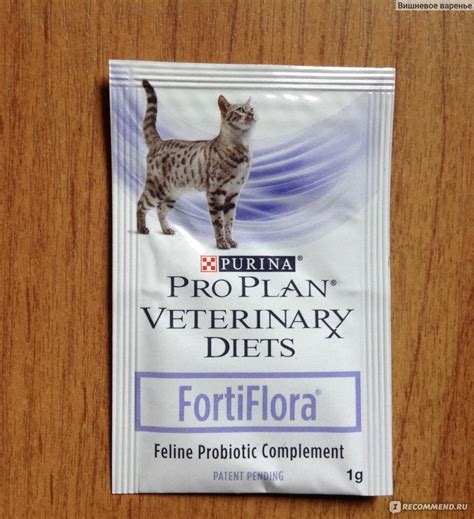 Вишневое варенье
PURINA®
PRO PLAN®
VETERINARY
DIETS
FortiFlora®
Feline Probiotic Complement
PATENT PENDING
1g
RECOMMEND.RU